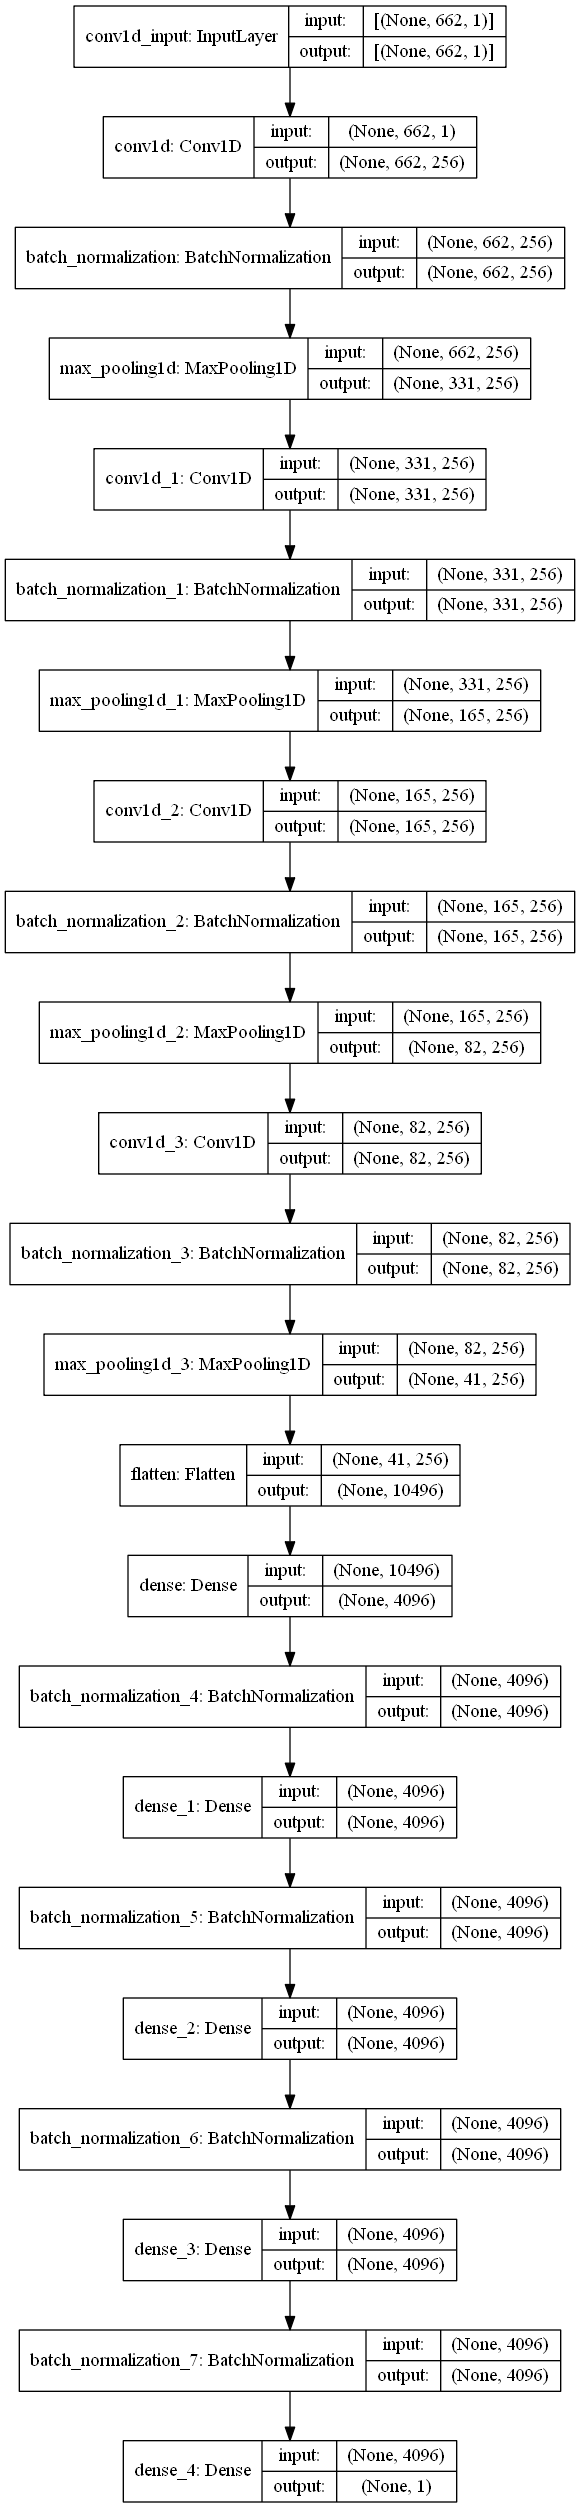 conv1d_input: InputLayer input: [(None, 662, 1)]
output: [(None, 662, 1)]
conv1d: Conv1D input: (None, 662, 1)
output: (None, 662, 256)
batch_normalization: BatchNormalization input: (None, 662, 256)
output: (None, 662, 256)
max_pooling1d: MaxPooling1D input: (None, 662, 256)
output: (None, 331, 256)
conv1d_1: Conv1D input: (None, 331, 256)
output: (None, 331, 256)
batch_normalization_1: BatchNormalization input: (None, 331, 256)
output: (None, 331, 256)
max_pooling1d_1: MaxPooling1D input: (None, 331, 256)
output: (None, 165, 256)
conv1d_2: Conv1D input: (None, 165, 256)
output: (None, 165, 256)
batch_normalization_2: BatchNormalization input: (None, 165, 256)
output: (None, 165, 256)
max_pooling1d_2: MaxPooling1D input: (None, 165, 256)
output: (None, 82, 256)
conv1d_3: Conv1D input: (None, 82, 256)
output: (None, 82, 256)
batch_normalization_3: BatchNormalization input: (None, 82, 256)
output: (None, 82, 256)
max_pooling1d_3: MaxPooling1D input: (None, 82, 256)
output: (None, 41, 256)
flatten: Flatten input: (None, 41, 256)
output: (None, 10496)
dense: Dense input: (None, 10496)
output: (None, 4096)
batch_normalization_4: BatchNormalization input: (None, 4096)
output: (None, 4096)
dense_1: Dense input: (None, 4096)
output: (None, 4096)
batch_normalization_5: BatchNormalization input: (None, 4096)
output: (None, 4096)
dense_2: Dense input: (None, 4096)
output: (None, 4096)
batch_normalization_6: BatchNormalization input: (None, 4096)
output: (None, 4096)
dense_3: Dense input: (None, 4096)
output: (None, 4096)
batch_normalization_7: BatchNormalization input: (None, 4096)
output: (None, 4096)
dense_4: Dense input: (None, 4096)
output: (None, 1)